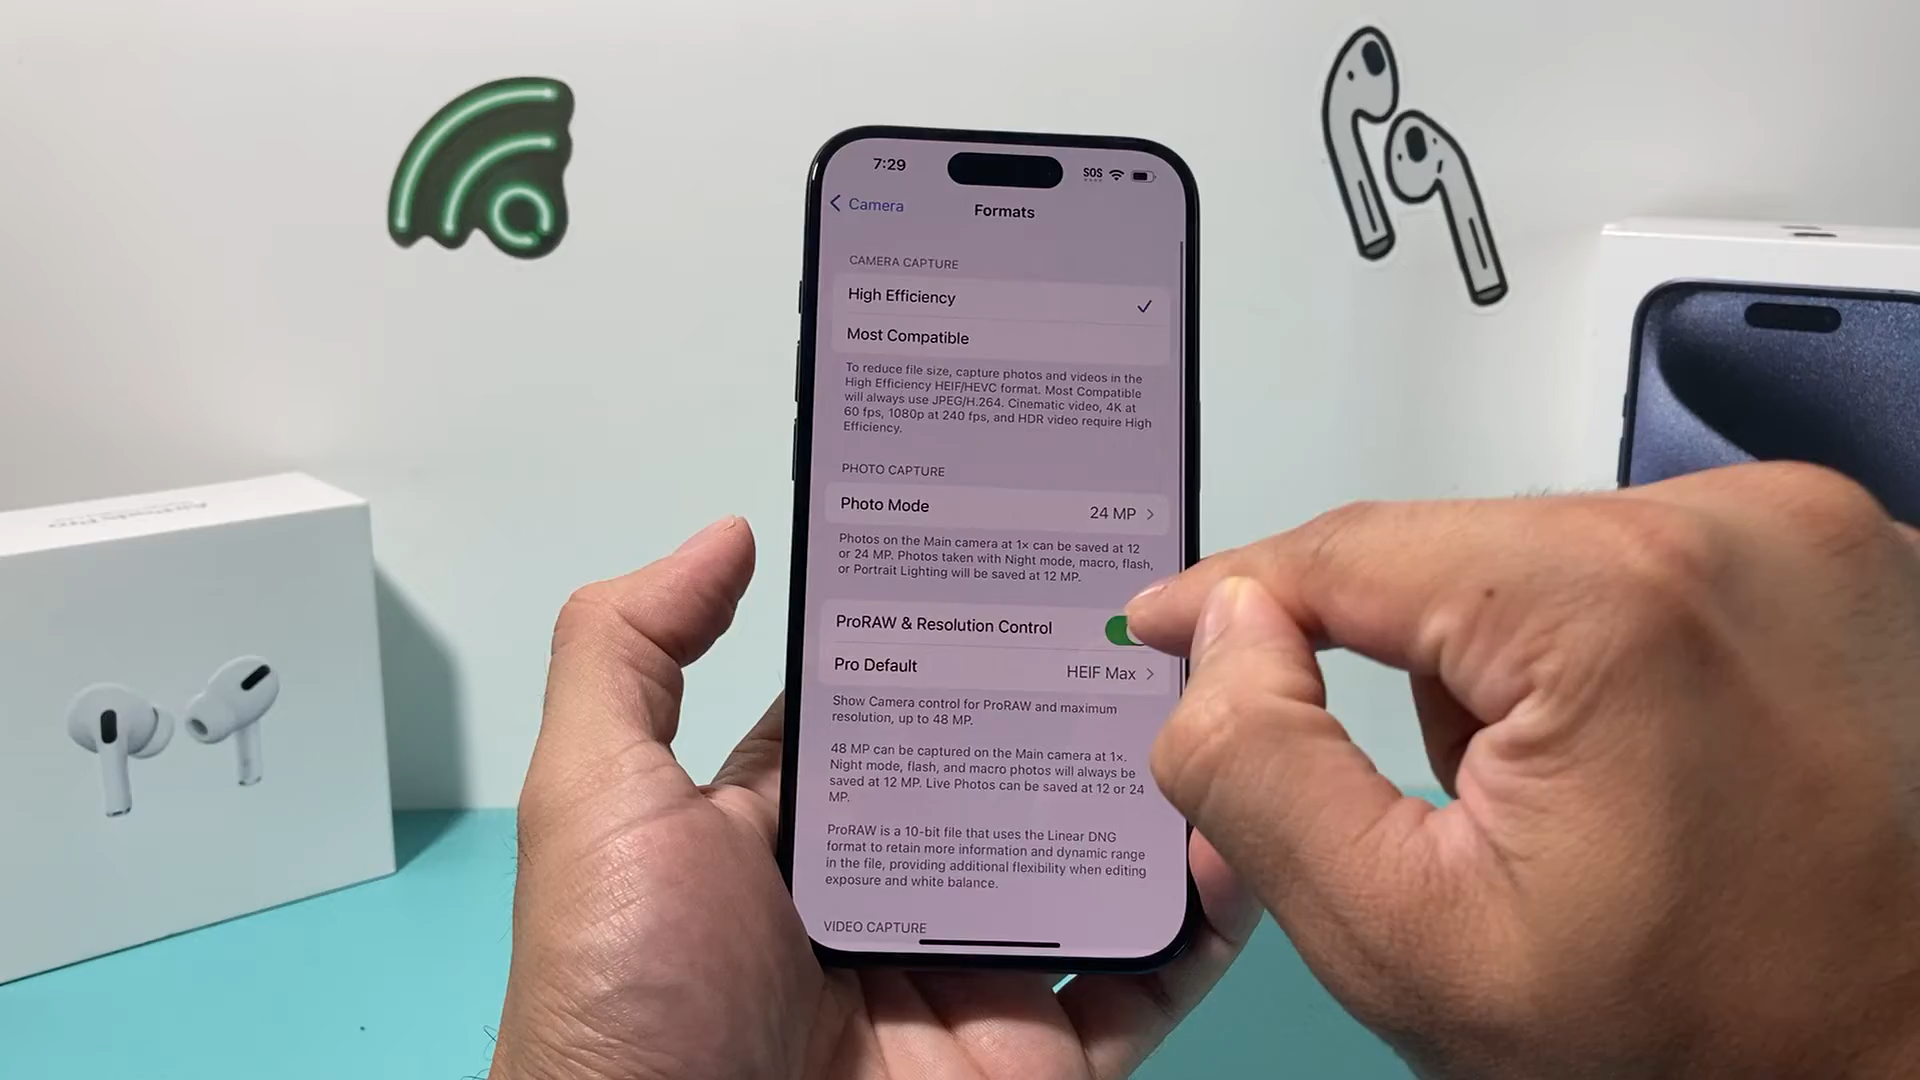 7:29
SOS
Camera
Formats
CAMERA CAPTURE
High Efficiency
Most Compatible
To reduce file size, capture photos and videos in the
High Efficiency HEIF/HEVC format. Most Compatible
will always use JPEG/H.264. Cinematic video, 4K at
60 fps, 1080p at 240 fps, and HDR video require High
Efficiency.
PHOTO CAPTURE
Photo Mode
24 MP
Photos on the Main camera at 1× can be saved at 12
or 24 MP. Photos taken with Night mode, macro, flash,
or Portrait Lighting will be saved at 12 MP.
ProRAW & Resolution Control
Pro Default
HEIF Max
Show Camera control for ProRAW and maximum
resolution, up to 48 MP.
48 MP can be captured on the Main camera at 1×.
Night mode, flash, and macro photos will always be
saved at 12 MP. Live Photos can be saved at 12 or 24
MP.
ProRAW is a 10-bit file that uses the Linear DNG
format to retain more information and dynamic range
in the file, providing additional flexibility when editing
exposure and white balance.
VIDEO CAPTURE
AirPods Pro